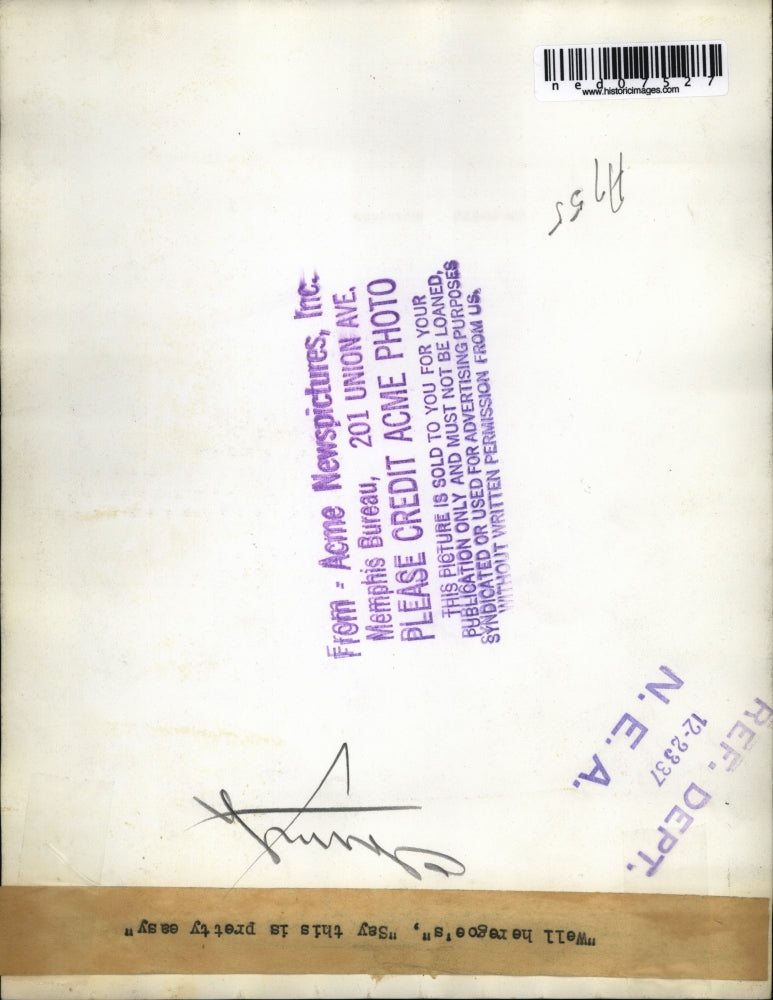 ned07527
www.historicimages.com
From - Acme Newspictures, Inc.
Memphis Bureau, 201 UNION AVE.
PLEASE CREDIT ACME PHOTO
THIS PICTURE IS SOLD TO YOU FOR YOUR
PUBLICATION ONLY AND MUST NOT BE LOANED,
SYNDICATED OR USED FOR ADVERTISING PURPOSES
WITHOUT WRITTEN PERMISSION FROM US.
N. E. A.
12-2337
REF. DEPT.
"Well heregoe's", "Say this is pretty easy"